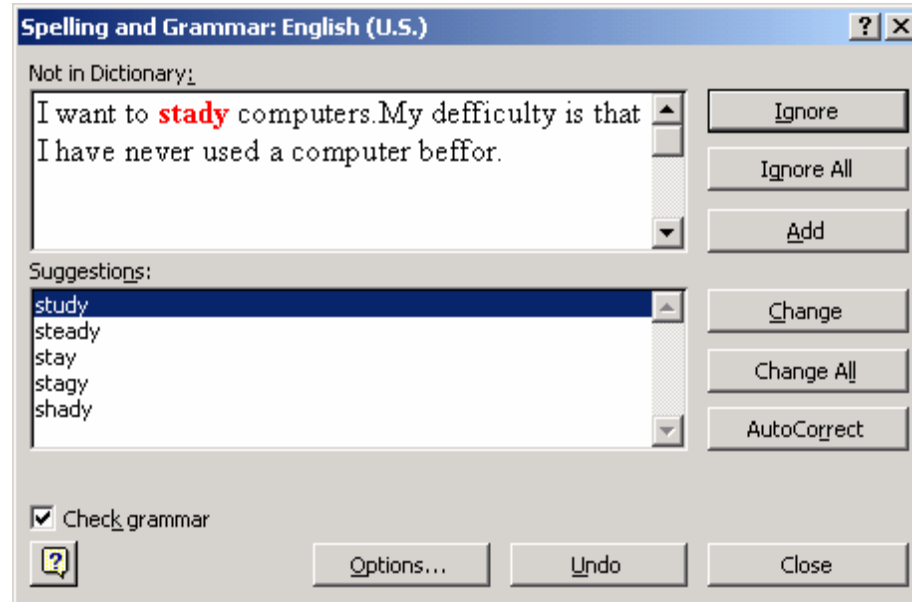 Spelling and Grammar: English (U.S.)
Not in Dictionary:
I want to stady computers.My defficulty is that
I have never used a computer beffor.
Ignore
Ignore All
Add
Suggestions:
study
steady
stay
stagy
shady
Change
Change All
AutoCorrect
Check grammar
Options...
Undo
Close